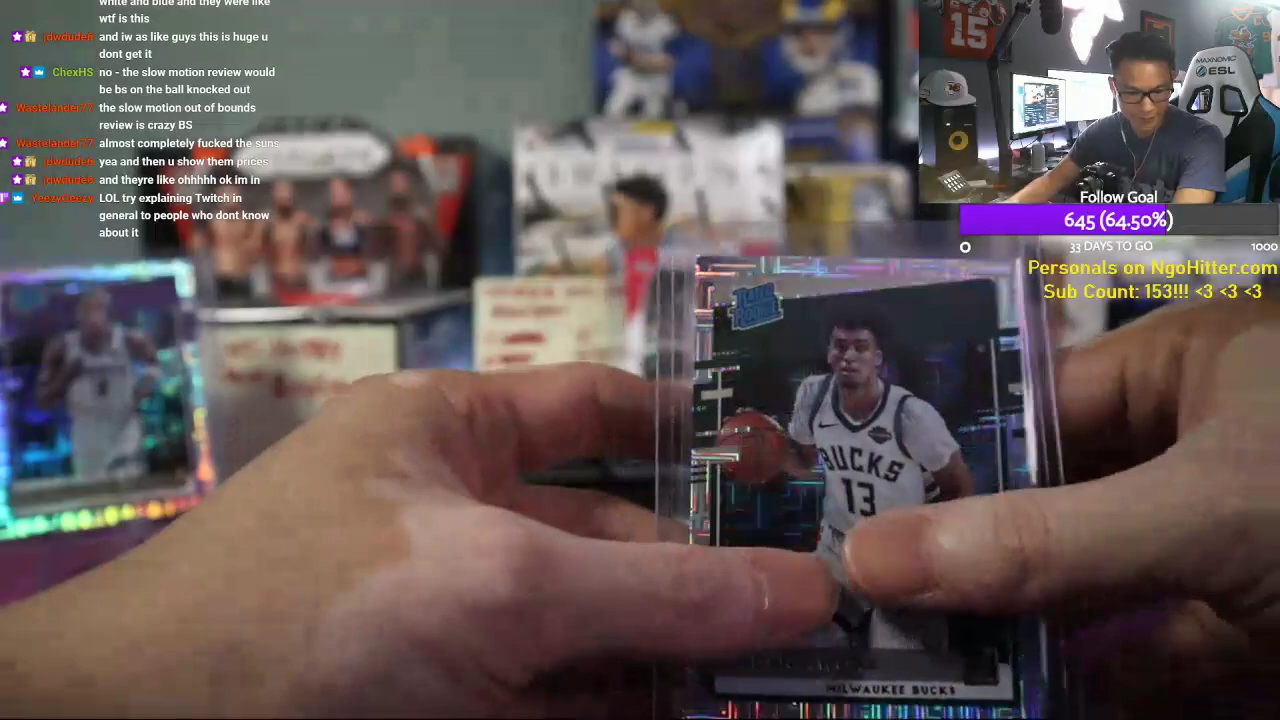 white and blue and they were like
wtf is this
jdwdude6 and iw as like guys this is huge u
dont get it
ChexHS no - the slow motion review would
be bs on the ball knocked out
Wastelander77 the slow motion out of bounds
review is crazy BS
Wastelander77 almost completely fucked the suns
jdwdude6 yea and then u show them prices
jdwdude6 and theyre like ohhhhh ok im in
YeezyGeezy LOL try explaining Twitch in
general to people who dont know
about it
15
MAXNOMIC
ESL
Follow Goal
645 (64.50%)
0 33 DAYS TO GO 1000
Personals on NgoHitter.com
Sub Count: 153!!! <3 <3 <3
RATED
ROOKIE
BUCKS
13
MILWAUKEE BUCKS